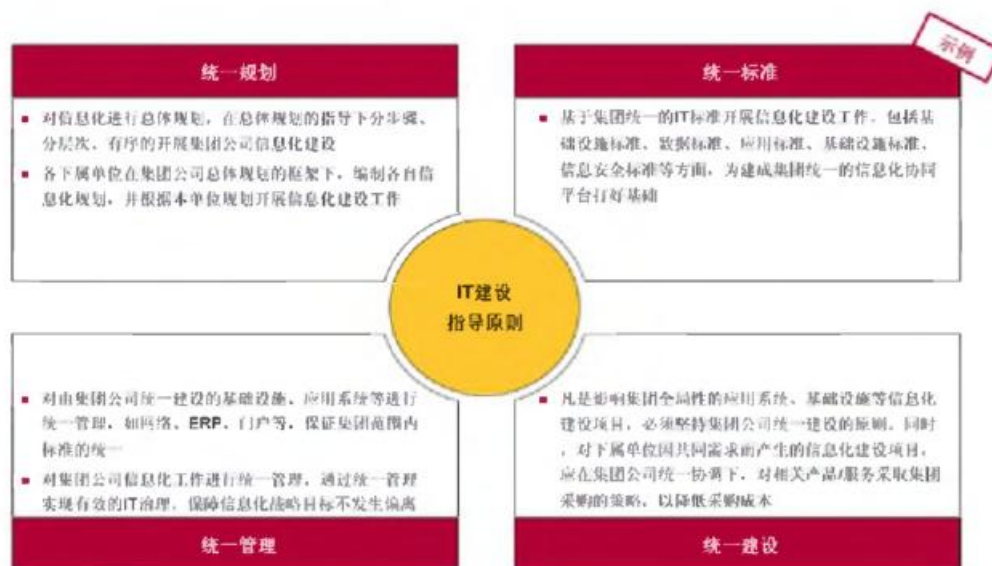 示例
统一规划
对信息化进行总体规划，在总体规划的指导下分步骤、
分层次、有序的开展集团公司信息化建设
各下属单位在集团公司总体规划的框架下，编制各自信
息化规划，并根据本单位规划开展信息化建设工作
统一标准
基于集团统一的IT标准开展信息化建设工作，包括基
础设施标准、数据标准、应用标准、基础设施标准、
信息安全标准等方面，为建成集团统一的信息化协同
平台打好基础
IT建设
指导原则
对由集团公司统一建设的基础设施、应用系统等进行
统一管理，如网络、ERP、门户等，保证集团范围内
标准的统一
对集团公司信息化工作进行统一管理，通过统一管理
实现有效的IT治理，保障信息化战略目标不发生偏离
统一管理
凡是影响集团全局性的应用系统、基础设施等信息化
建设项目，必须坚持集团公司统一建设的原则。同时
，对下属单位因共同需求而产生的信息化建设项目，
应在集团公司统一协调下，对相关产品/服务采取集团
采购的策略，以降低采购成本
统一建设